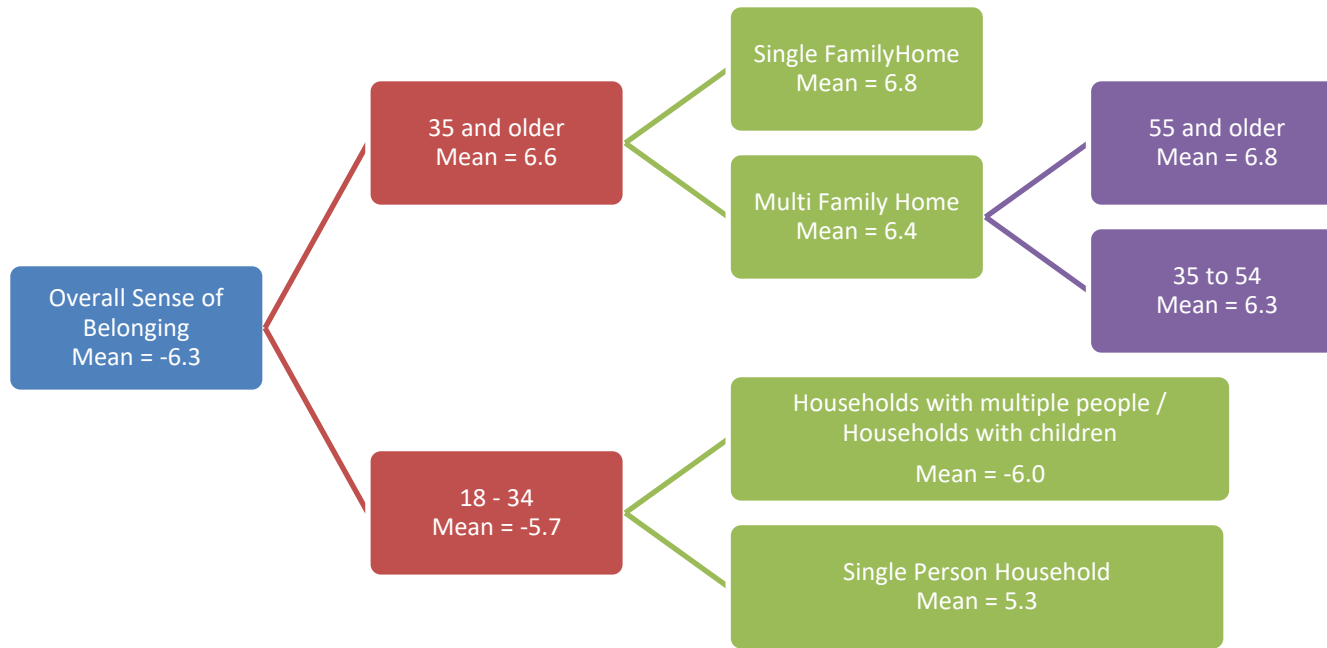 Overall Sense of
Belonging
Mean = -6.3
35 and older
Mean = 6.6
Single FamilyHome
Mean = 6.8
Multi Family Home
Mean = 6.4
55 and older
Mean = 6.8
35 to 54
Mean = 6.3
18 - 34
Mean = -5.7
Households with multiple people /
Households with children
Mean = -6.0
Single Person Household
Mean = 5.3